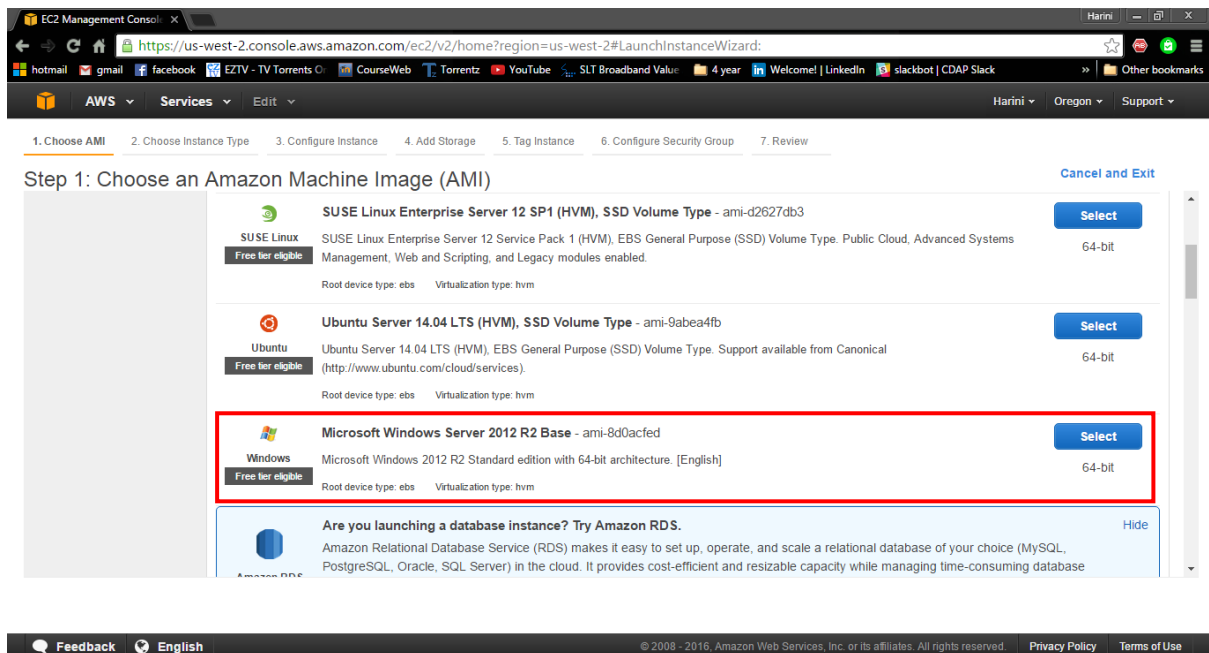 EC2 Management Consol
Harini
https://us-west-2.console.aws.amazon.com/ec2/v2/home?region=us-west-2#LaunchInstanceWizard:
hotmail gmail facebook EZTV - TV Torrents O CourseWeb Torrentz YouTube SLT Broadband Value 4 year Welcome! | LinkedIn slackbot | CDAP Slack » Other bookmarks
AWS Services Edit Harini Oregon Support
1. Choose AMI 2. Choose Instance Type 3. Configure Instance 4. Add Storage 5. Tag Instance 6. Configure Security Group 7. Review
Step 1: Choose an Amazon Machine Image (AMI)
Cancel and Exit
SUSE Linux
Free tier eligible
SUSE Linux Enterprise Server 12 SP1 (HVM), SSD Volume Type - ami-d2627db3
SUSE Linux Enterprise Server 12 Service Pack 1 (HVM), EBS General Purpose (SSD) Volume Type. Public Cloud, Advanced Systems
Management, Web and Scripting, and Legacy modules enabled.
Root device type: ebs Virtualization type: hvm
Select
64-bit
Ubuntu
Free tier eligible
Ubuntu Server 14.04 LTS (HVM), SSD Volume Type - ami-9abea4fb
Ubuntu Server 14.04 LTS (HVM), EBS General Purpose (SSD) Volume Type. Support available from Canonical
(http://www.ubuntu.com/cloud/services).
Root device type: ebs Virtualization type: hvm
Select
64-bit
Windows
Free tier eligible
Microsoft Windows Server 2012 R2 Base - ami-8d0acfed
Microsoft Windows 2012 R2 Standard edition with 64-bit architecture. [English]
Root device type: ebs Virtualization type: hvm
Select
64-bit
Amazon RDS
Are you launching a database instance? Try Amazon RDS.
Hide
Amazon Relational Database Service (RDS) makes it easy to set up, operate, and scale a relational database of your choice (MySQL,
PostgreSQL, Oracle, SQL Server) in the cloud. It provides cost-efficient and resizable capacity while managing time-consuming database
Feedback English © 2008 - 2016, Amazon Web Services, Inc. or its affiliates. All rights reserved. Privacy Policy Terms of Use